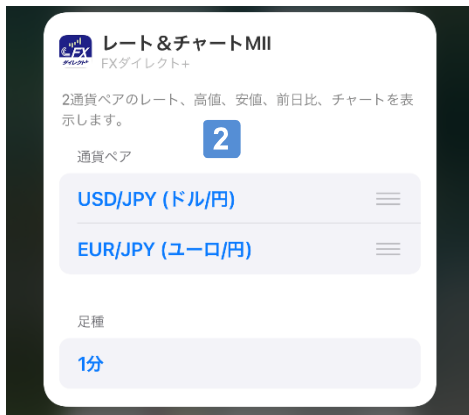 FX
ダイレクト+
レート＆チャートMII
FXダイレクト+
2通貨ペアのレート、高値、安値、前日比、チャートを表
示します。
2
通貨ペア
USD/JPY (ドル/円)
EUR/JPY (ユーロ/円)
足種
1分